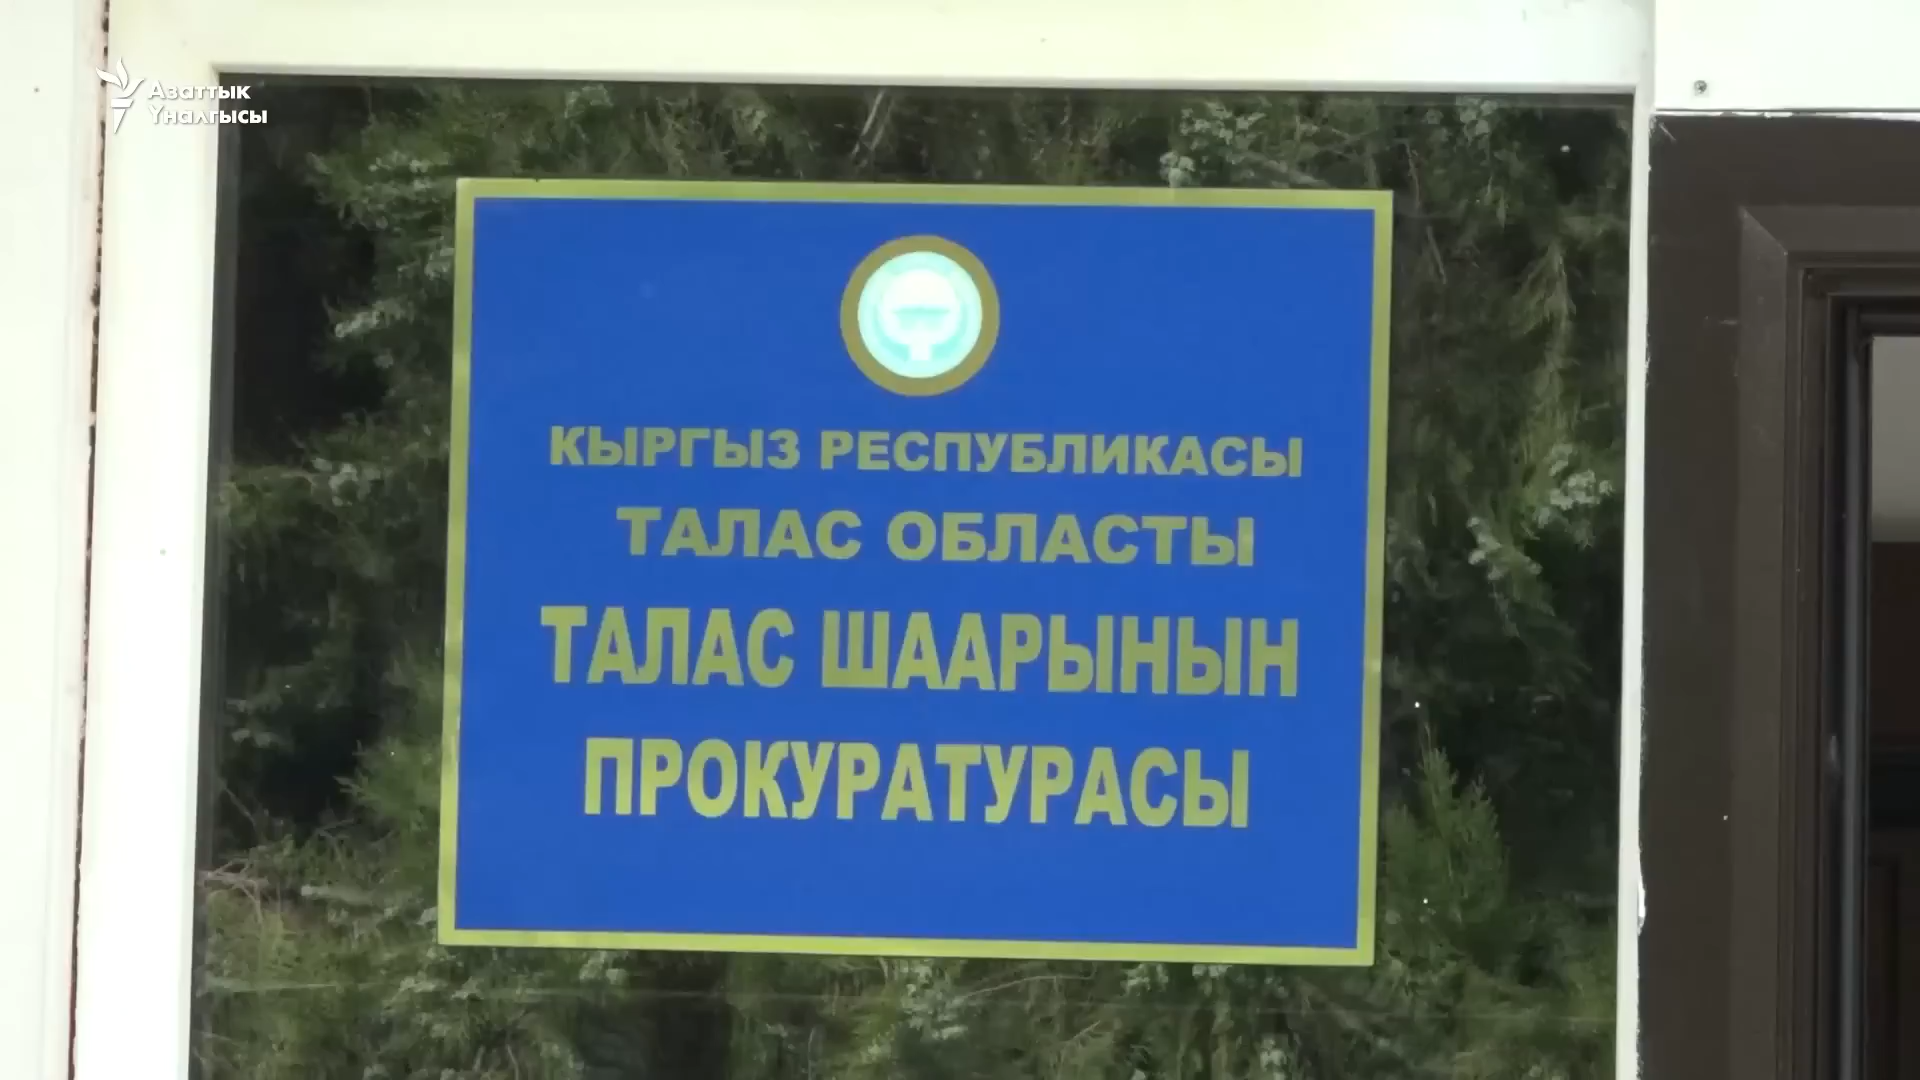 Азаттык
Үналгысы
КЫРГЫЗ РЕСПУБЛИКАСЫ
ТАЛАС ОБЛАСТЫ
ТАЛАС ШААРЫНЫН
ПРОКУРАТУРАСЫ